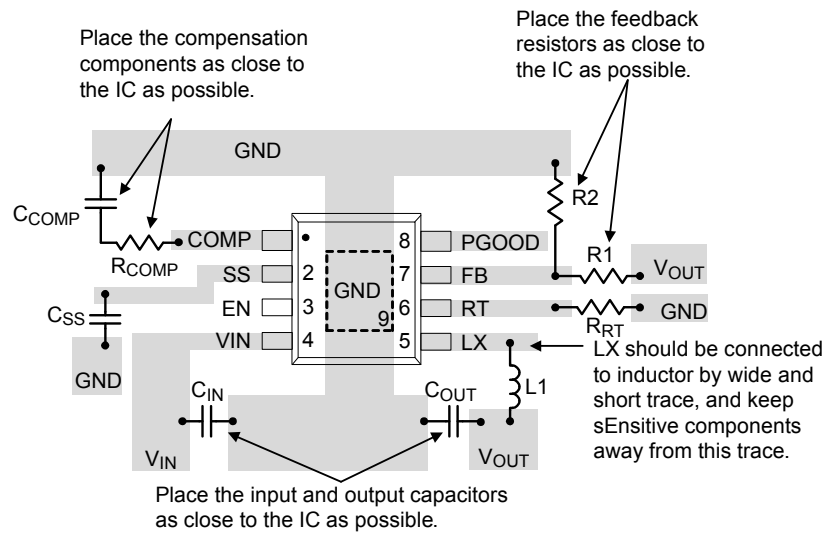 Place the compensation
components as close to
the IC as possible.
Place the feedback
resistors as close to
the IC as possible.
GND
R2
CCOMP
RCOMP
COMP
8
PGOOD
R1
VOUT
SS
2
7
FB
GND
EN
3
6
RT
RRT
GND
9
CSS
VIN
4
5
LX
GND
LX should be connected
to inductor by wide and
short trace, and keep
sEnsitive components
away from this trace.
CIN
COUT
L1
VIN
VOUT
Place the input and output capacitors
as close to the IC as possible.